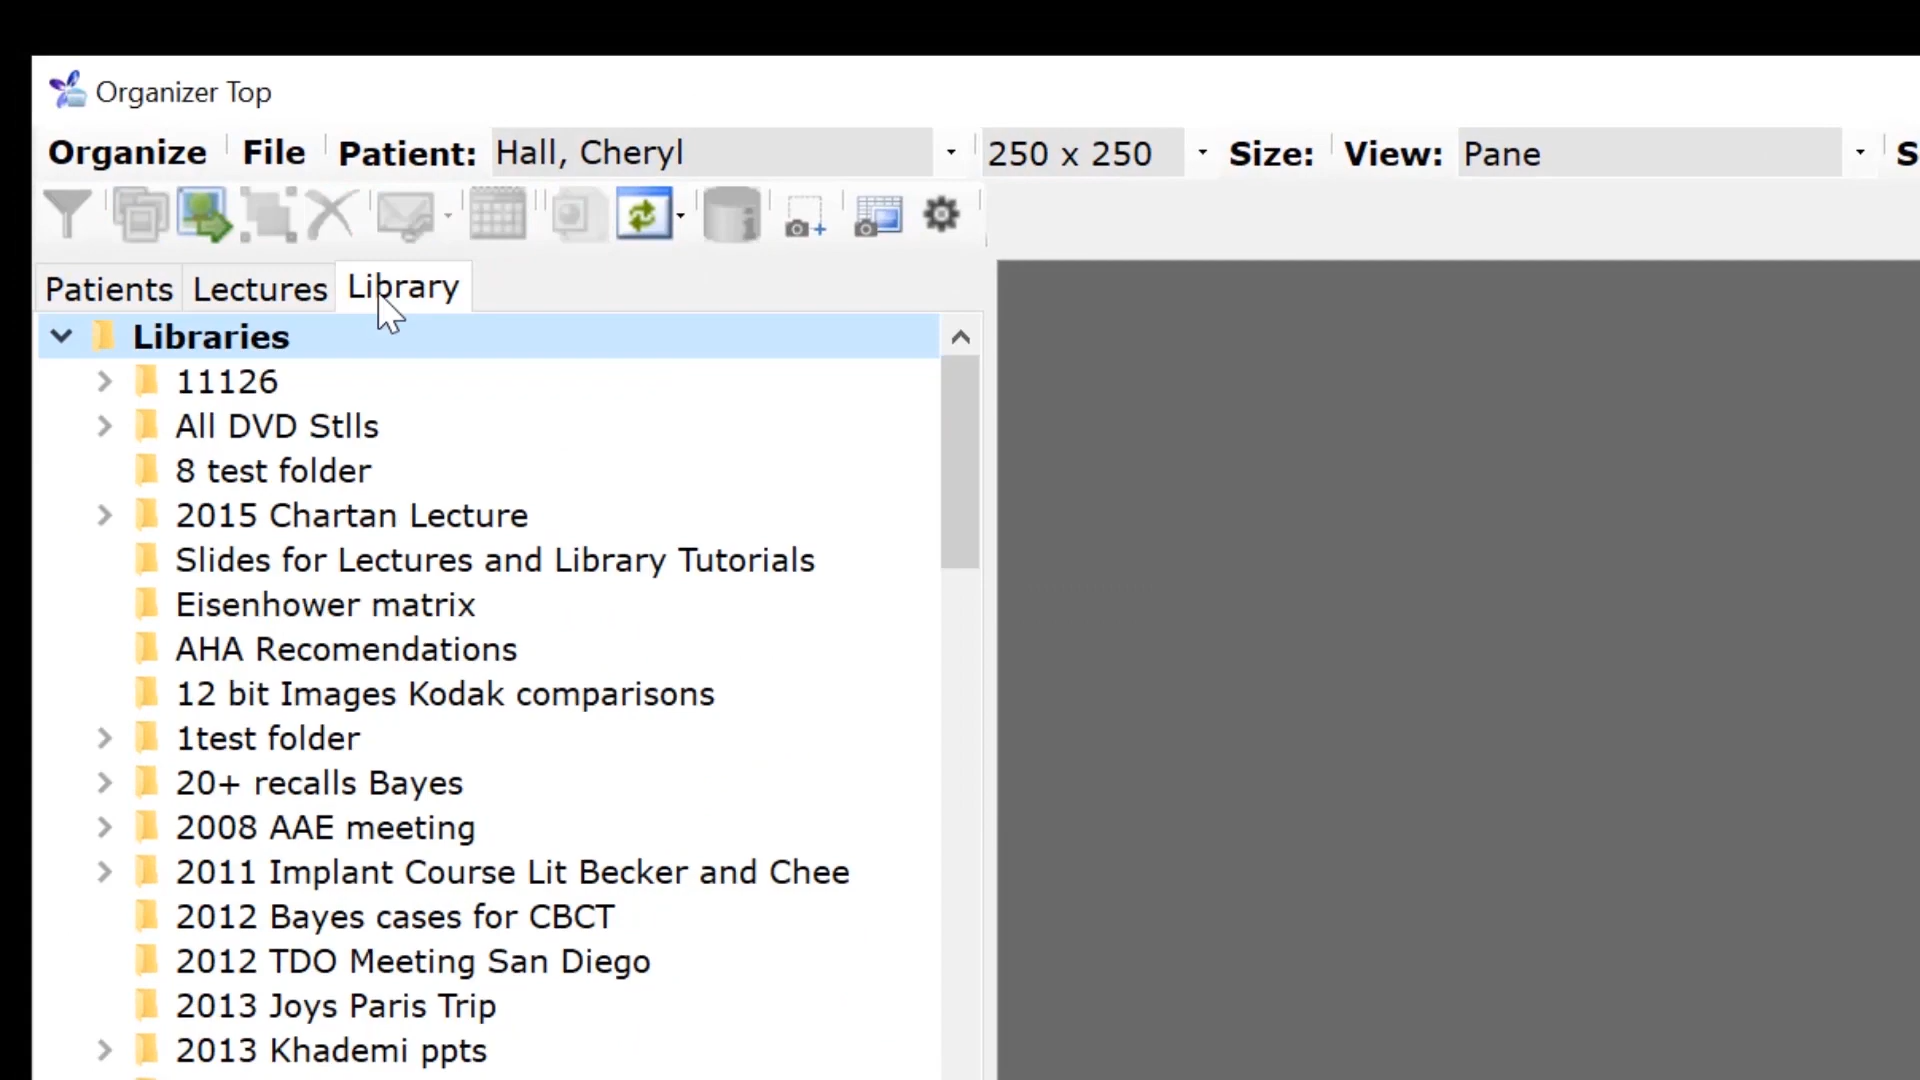 Organizer Top
Organize File Patient: Hall, Cheryl 250 x 250 Size: View: Pane S
Patients Lectures Library
Libraries
11126
All DVD Stlls
8 test folder
2015 Chartan Lecture
Slides for Lectures and Library Tutorials
Eisenhower matrix
AHA Recomendations
12 bit Images Kodak comparisons
1test folder
20+ recalls Bayes
2008 AAE meeting
2011 Implant Course Lit Becker and Chee
2012 Bayes cases for CBCT
2012 TDO Meeting San Diego
2013 Joys Paris Trip
2013 Khademi ppts